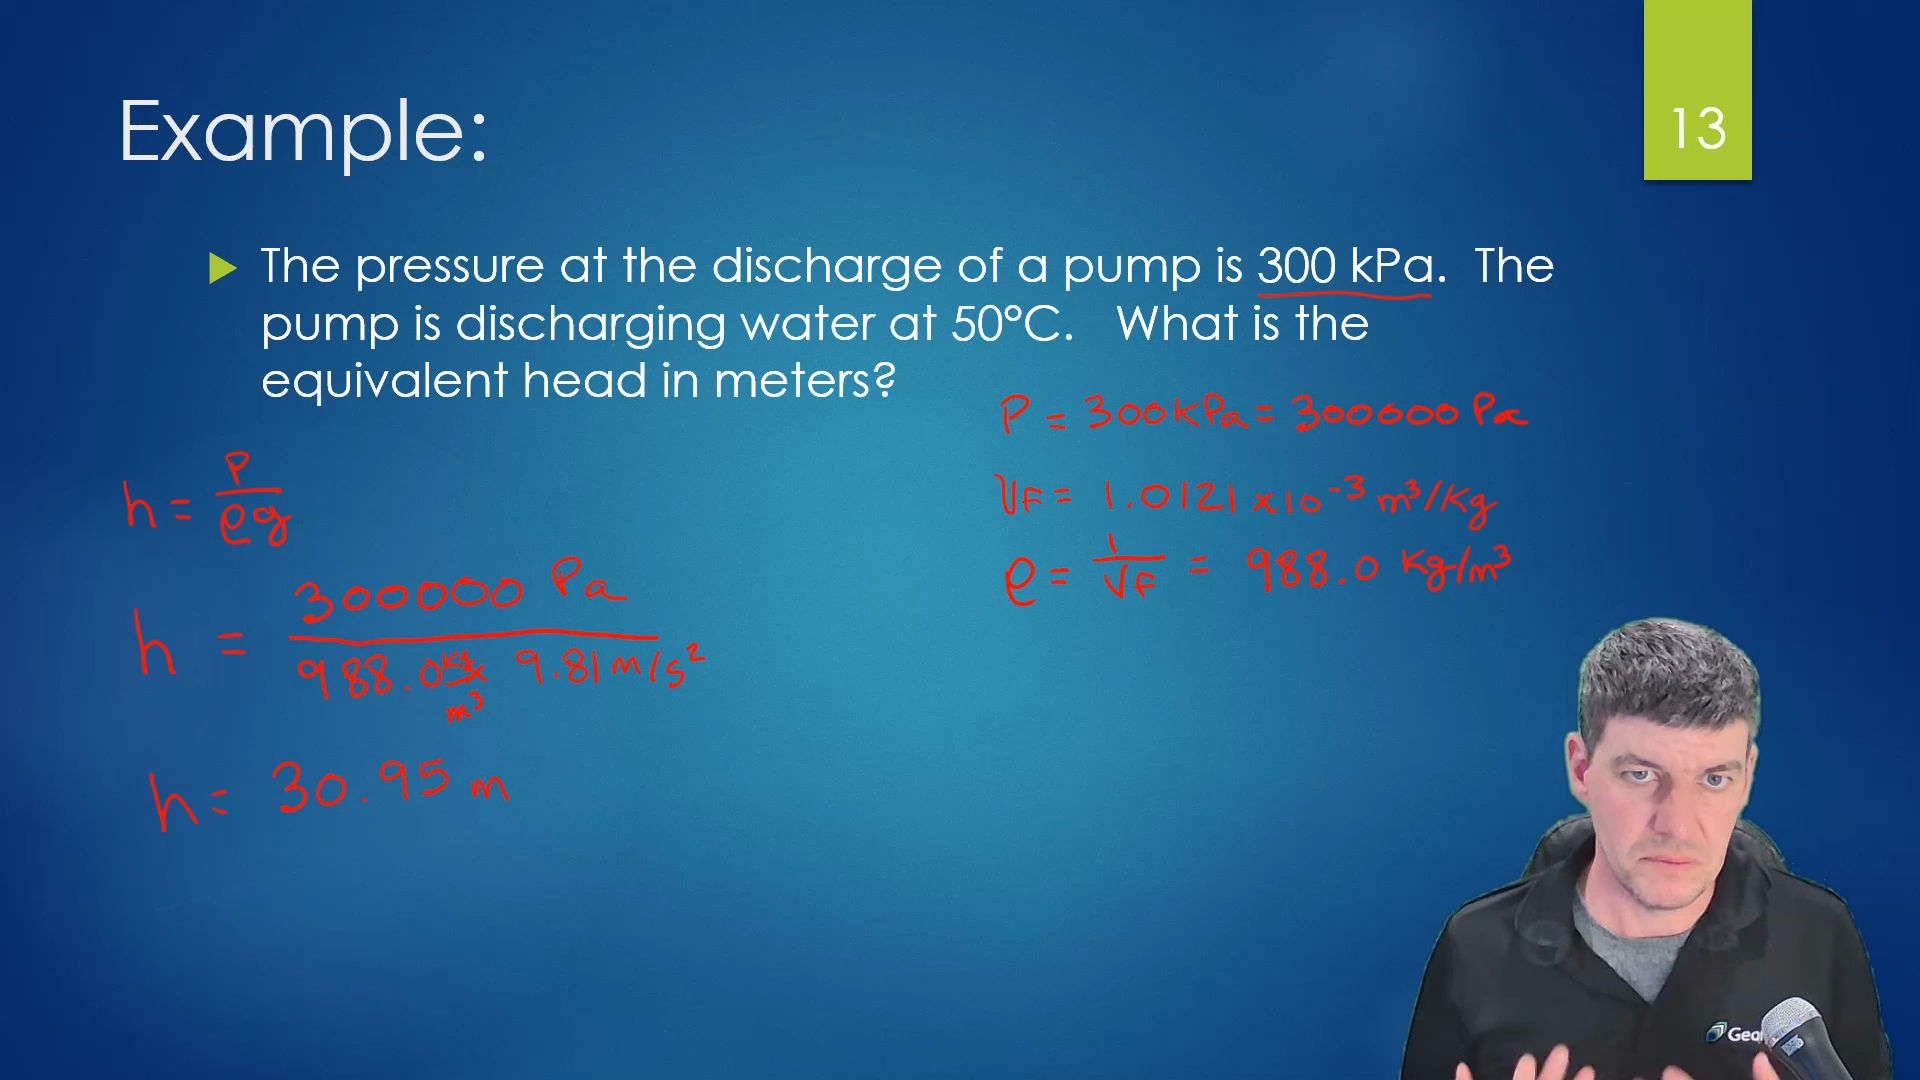 Example:
13
The pressure at the discharge of a pump is 300 kPa. The
pump is discharging water at 50°C. What is the
equivalent head in meters?
P = 300kPa = 300000 Pa
h = P/ρg
VF = 1.0121 x 10⁻³ m³/Kg
ρ = 1/VF = 988.0 Kg/m³
h = 300000 Pa / 988.0 Kg/m³ 9.81 m/s²
h = 30.95 m
Gea